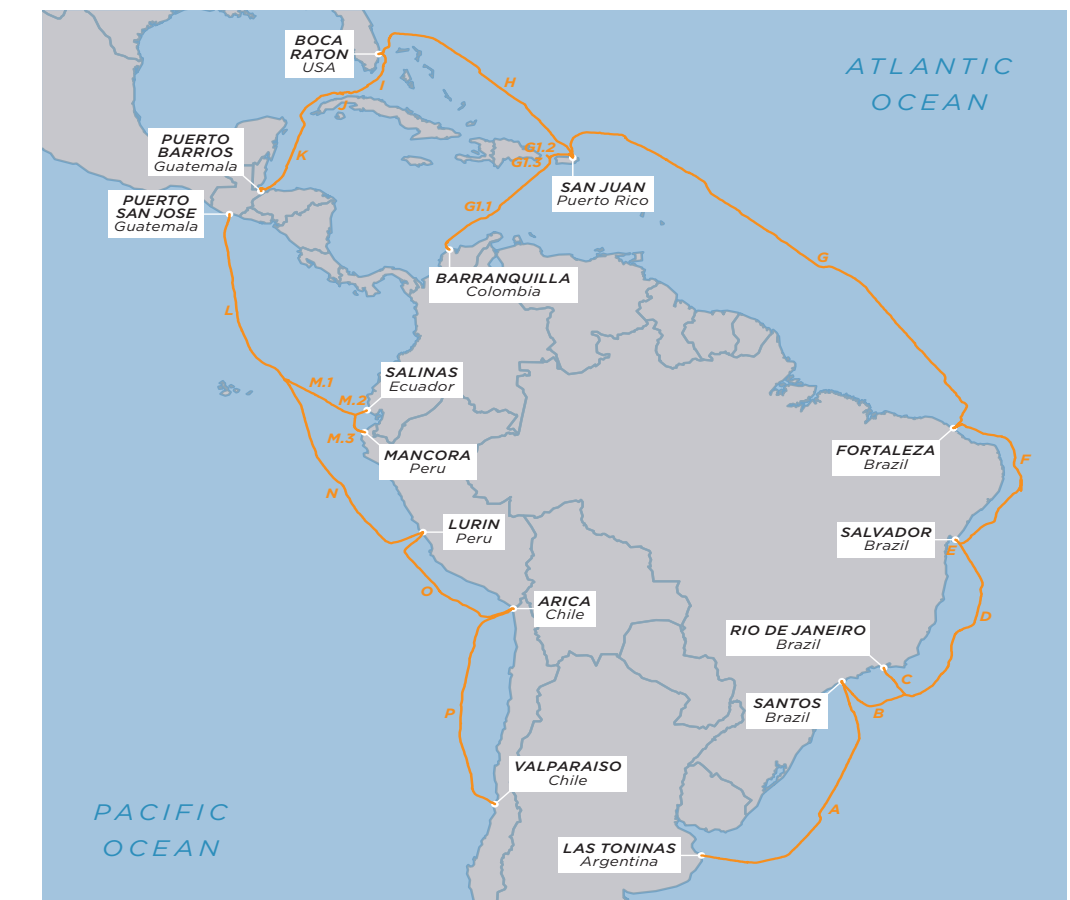 BOCA
RATON
USA
ATLANTIC
OCEAN
H
I
J
PUERTO
BARRIOS
Guatemala
K
G1.2
G1.3
SAN JUAN
Puerto Rico
PUERTO
SAN JOSE
Guatemala
G1.1
G
BARRANQUILLA
Colombia
L
SALINAS
Ecuador
M.1
M.2
M.3
MANCORA
Peru
FORTALEZA
Brazil
F
N
LURIN
Peru
SALVADOR
Brazil
E
O
ARICA
Chile
D
RIO DE JANEIRO
Brazil
C
SANTOS
Brazil
B
P
VALPARAISO
Chile
A
PACIFIC
OCEAN
LAS TONINAS
Argentina